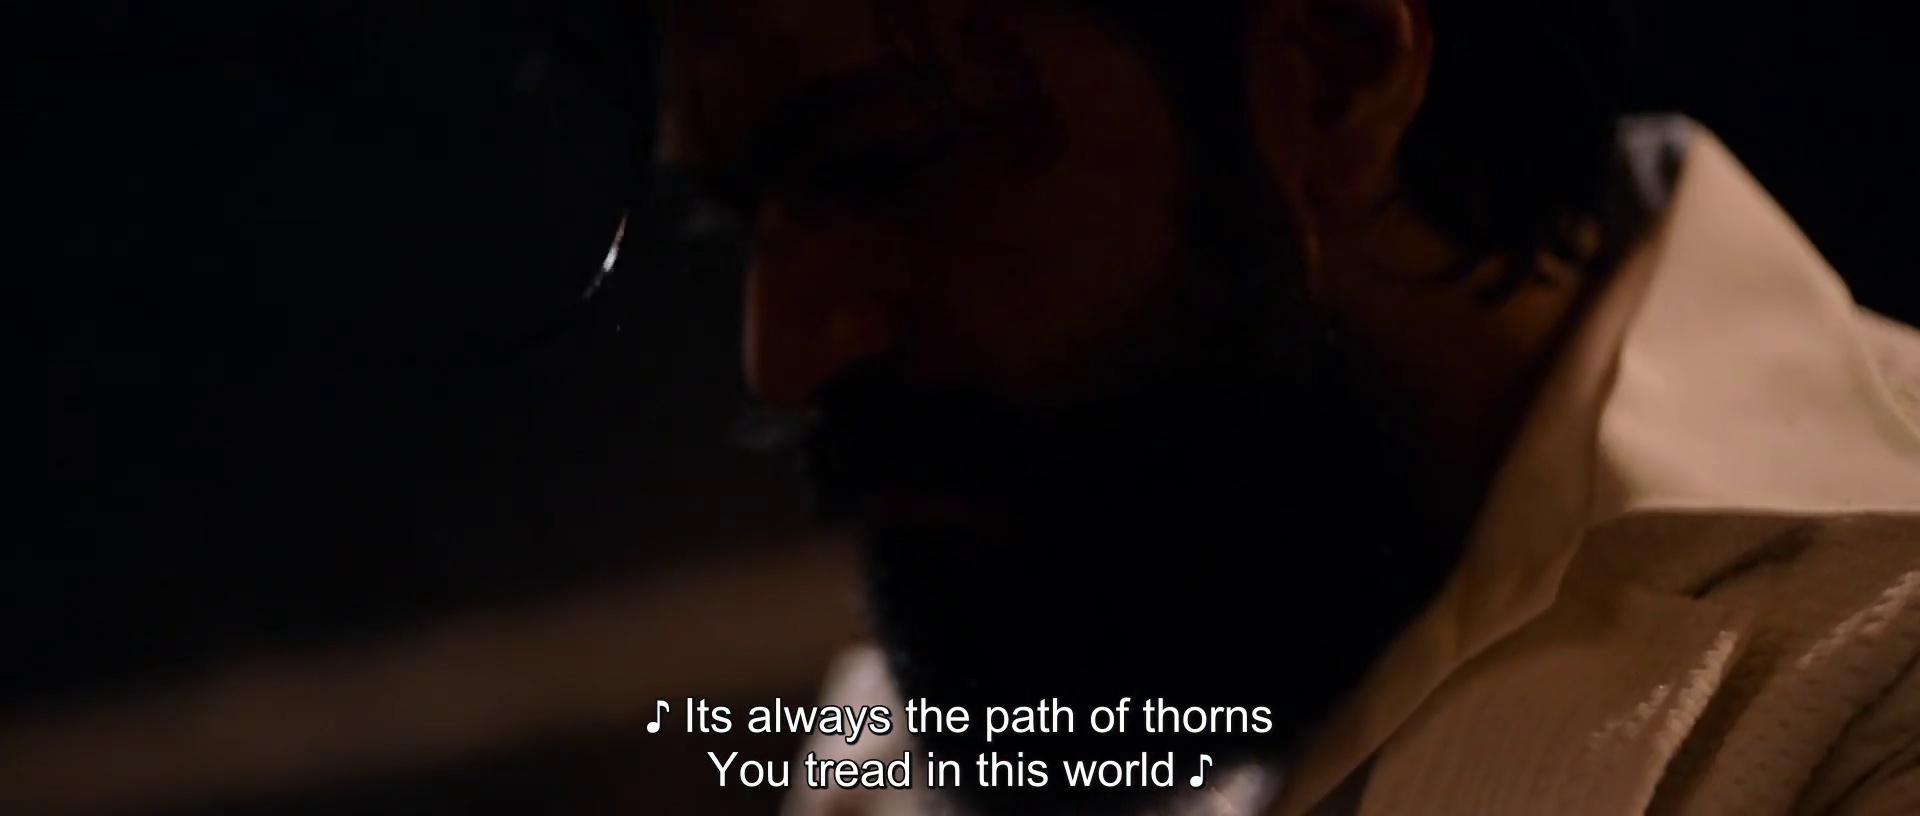 ♪ Its always the path of thorns
You tread in this world ♪